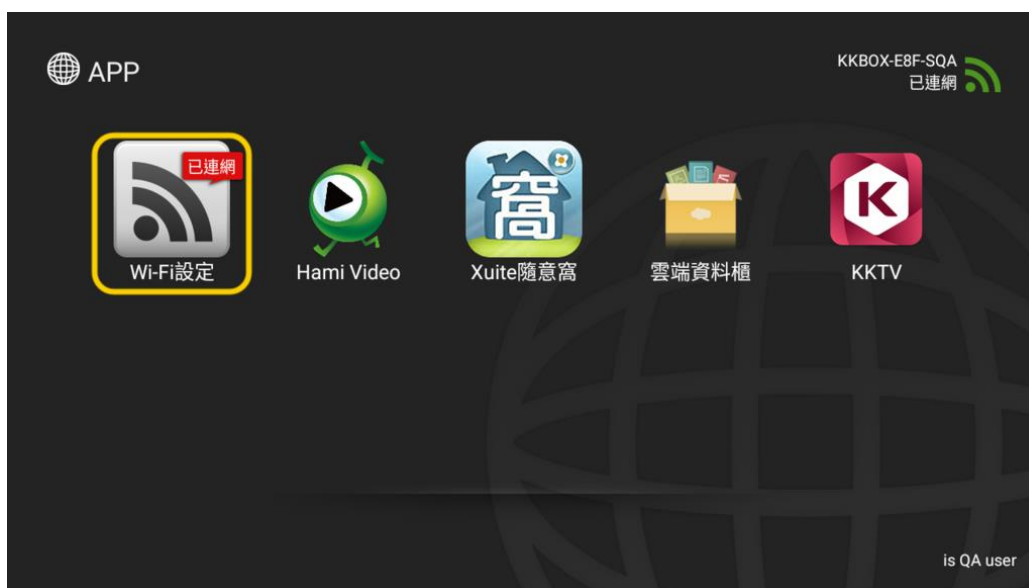 APP
KKBOX-E8F-SQA
已連網
已連網
窩
K
Wi-Fi設定
Hami Video
Xuite隨意窩
雲端資料櫃
KKTV
is QA user